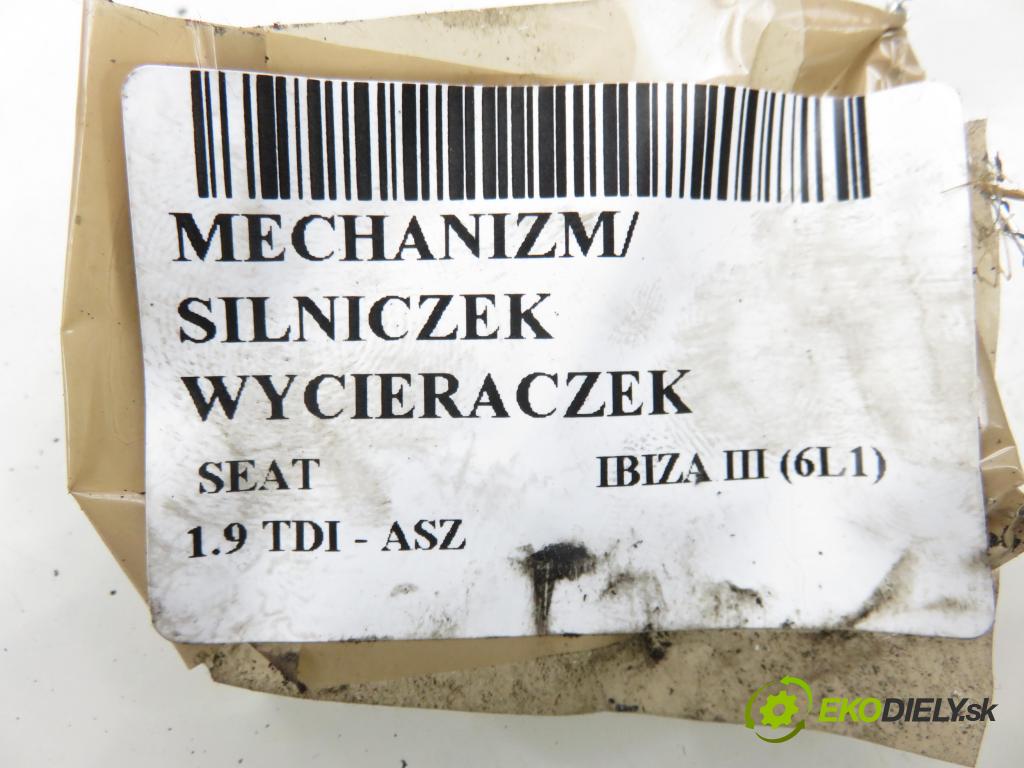 MECHANIZM/
SILNICZEK
WYCIERACZEK
SEAT IBIZA III (6L1)
1.9 TDI - ASZ
EKODIELY.sk